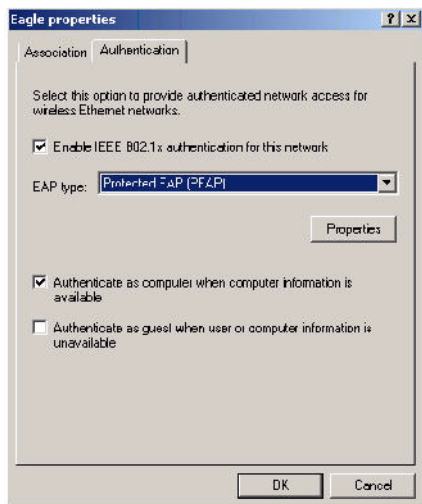 Eagle properties
Association
Authentication
Select this option to provide authenticated network access for
wireless Ethernet networks.
Enable IEEE 802.1x authentication for this network
EAP type:
Protected EAP (PEAP)
Properties
Authenticate as computer when computer information is
available
Authenticate as guest when user or computer information is
unavailable
OK
Cancel